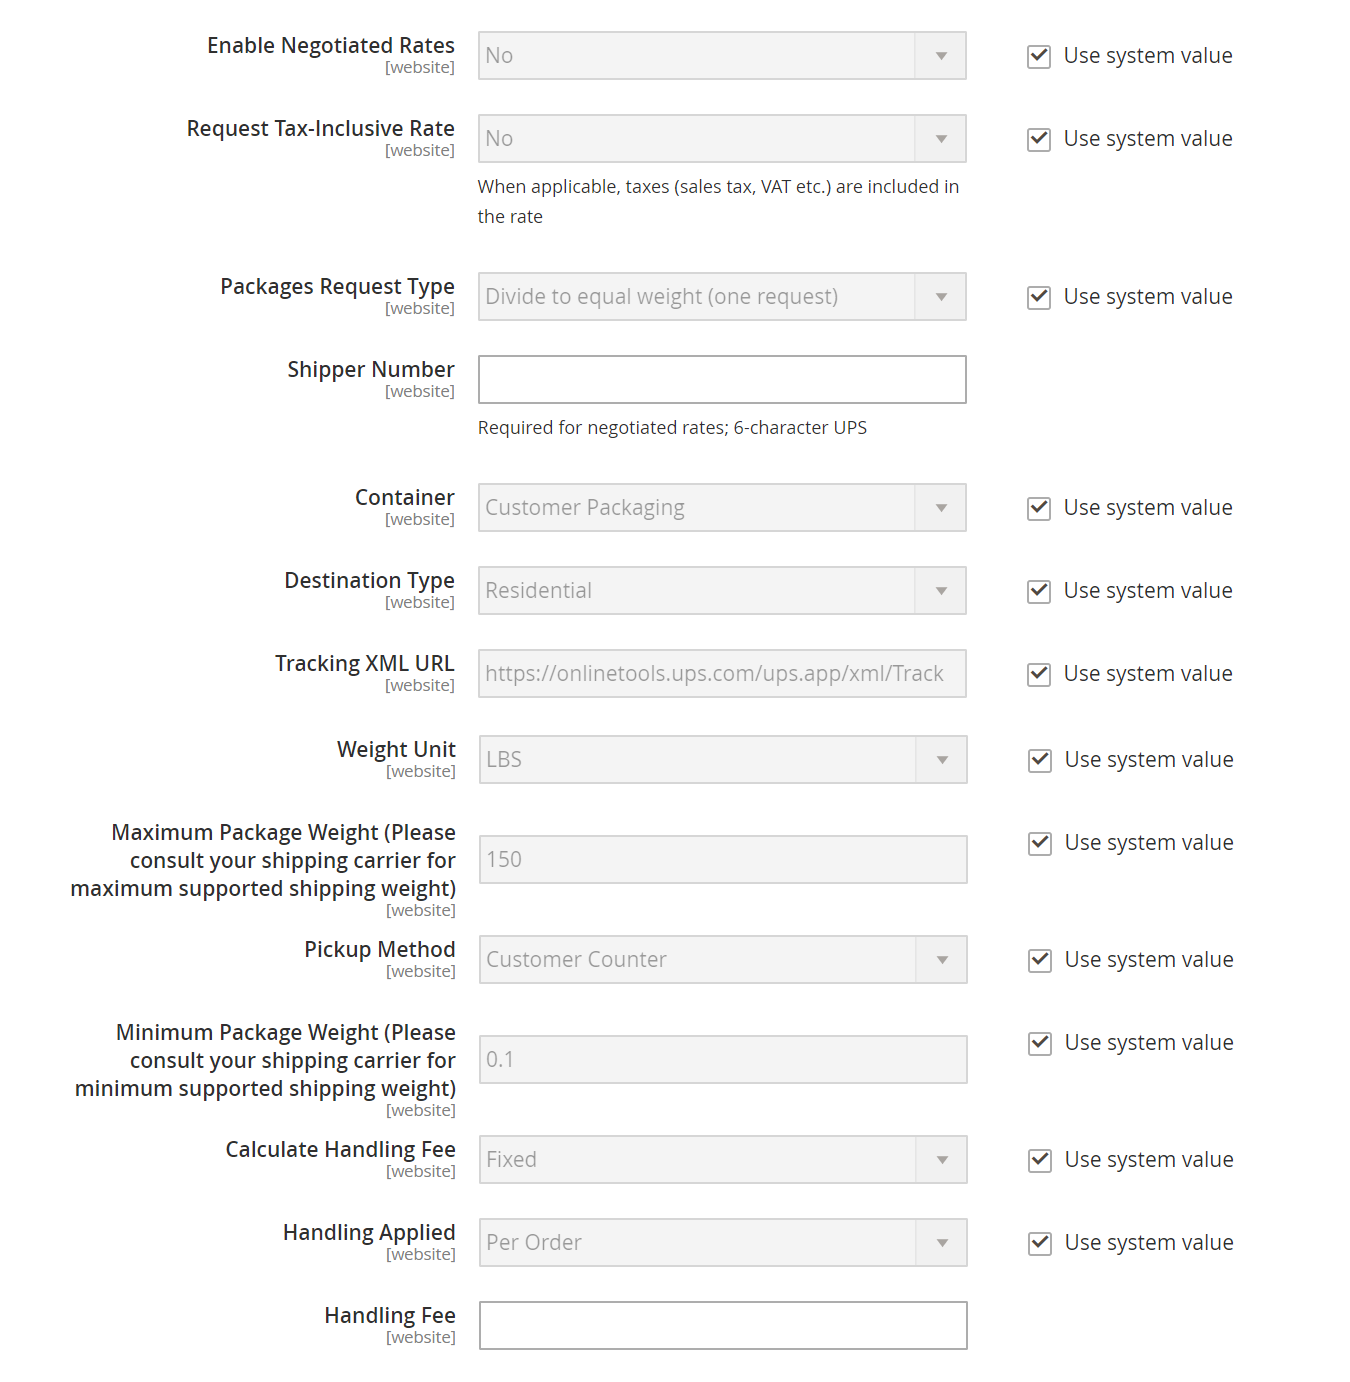 Enable Negotiated Rates
[website]
No
Use system value
Request Tax-Inclusive Rate
[website]
No
Use system value
When applicable, taxes (sales tax, VAT etc.) are included in
the rate
Packages Request Type
[website]
Divide to equal weight (one request)
Use system value
Shipper Number
[website]
Required for negotiated rates; 6-character UPS
Container
[website]
Customer Packaging
Use system value
Destination Type
[website]
Residential
Use system value
Tracking XML URL
[website]
https://onlinetools.ups.com/ups.app/xml/Track
Use system value
Weight Unit
[website]
LBS
Use system value
Maximum Package Weight (Please
consult your shipping carrier for
maximum supported shipping weight)
[website]
150
Use system value
Pickup Method
[website]
Customer Counter
Use system value
Minimum Package Weight (Please
consult your shipping carrier for
minimum supported shipping weight)
[website]
0.1
Use system value
Calculate Handling Fee
[website]
Fixed
Use system value
Handling Applied
[website]
Per Order
Use system value
Handling Fee
[website]